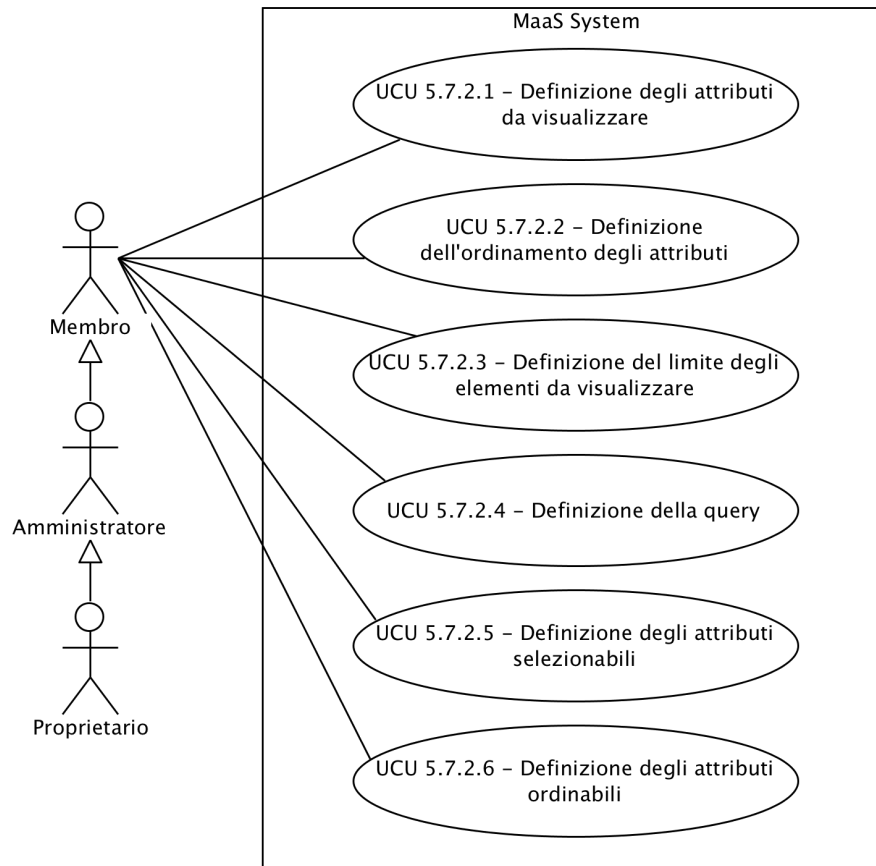 MaaS System
UCU 5.7.2.1 – Definizione degli attributi
da visualizzare
UCU 5.7.2.2 – Definizione
dell'ordinamento degli attributi
UCU 5.7.2.3 – Definizione del limite degli
elementi da visualizzare
UCU 5.7.2.4 – Definizione della query
UCU 5.7.2.5 – Definizione degli attributi
selezionabili
UCU 5.7.2.6 – Definizione degli attributi
ordinabili
Membro
Amministratore
Proprietario